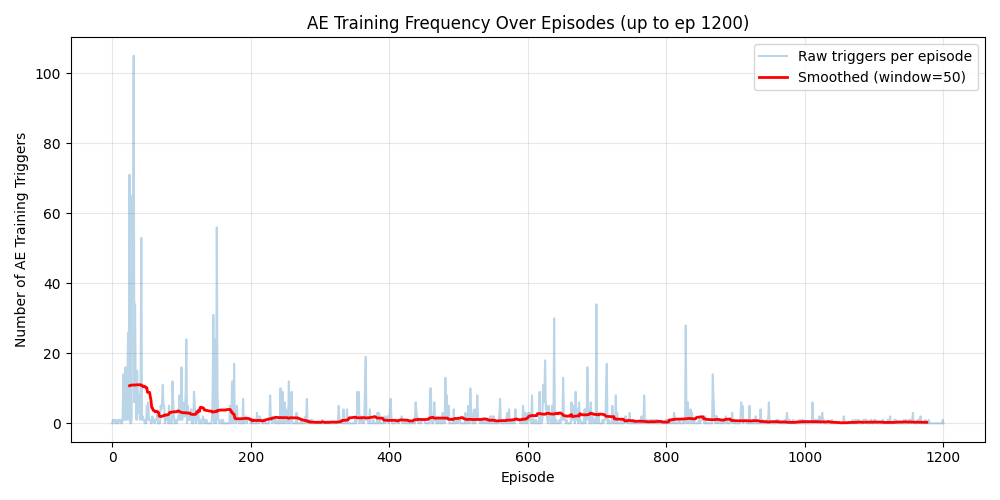 AE Training Frequency Over Episodes (up to ep 1200)
Raw triggers per episode
Smoothed (window=50)
Number of AE Training Triggers
100
80
60
40
20
0
0 200 400 600 800 1000 1200
Episode